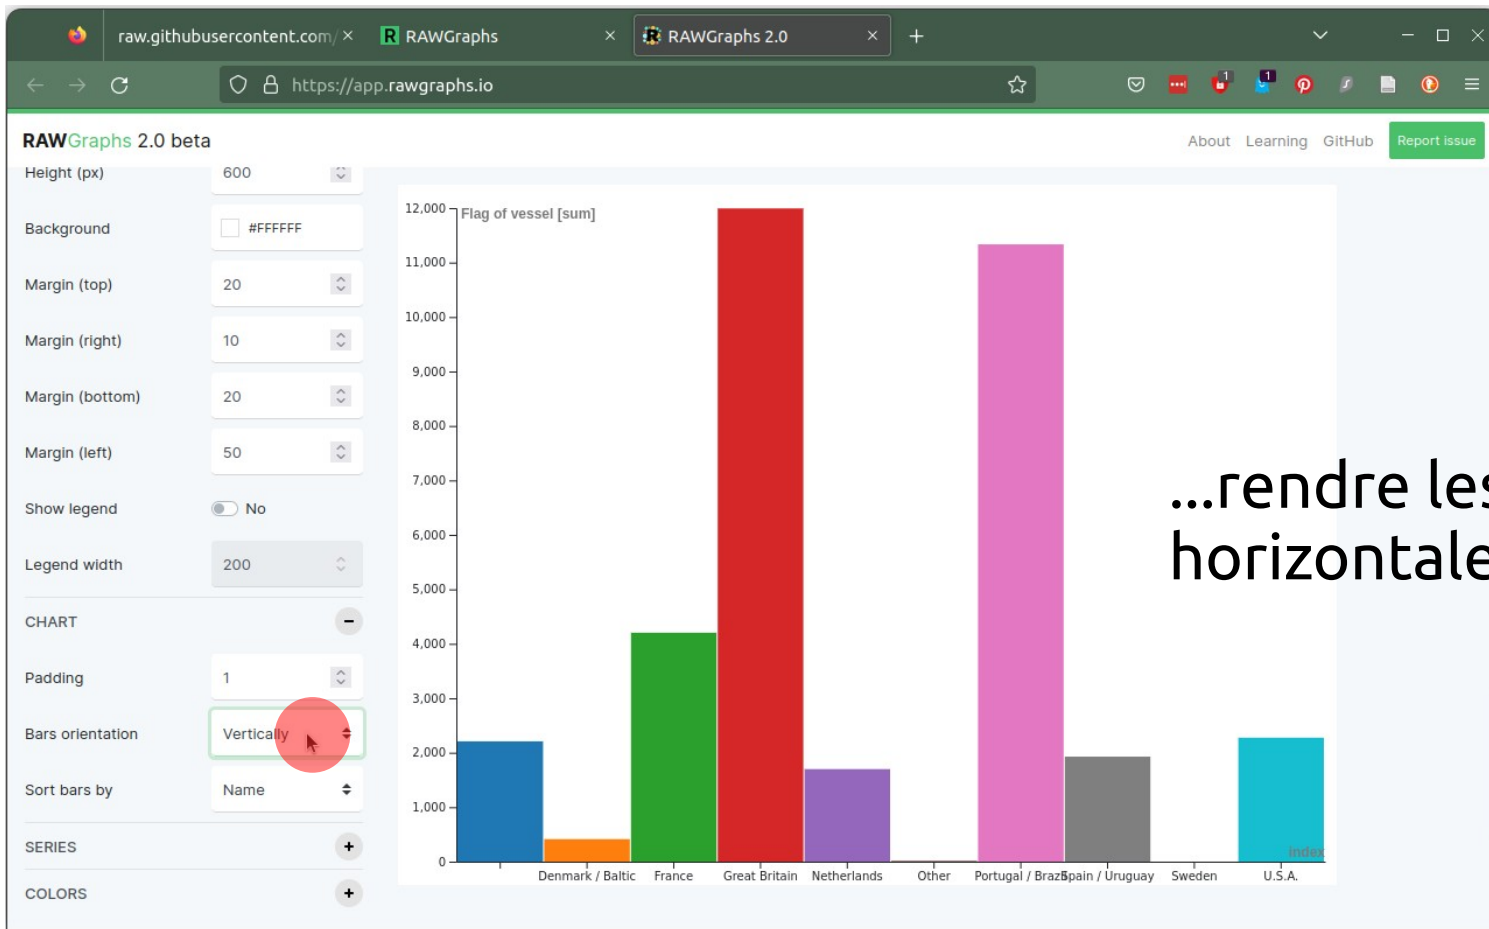 raw.githubusercontent.com/
RAWGraphs
RAWGraphs 2.0
https://app.rawgraphs.io
1
1
RAWGraphs 2.0 beta
About
Learning
GitHub
Report issue
Height (px)
600
Background
#FFFFFF
Margin (top)
20
Margin (right)
10
Margin (bottom)
20
Margin (left)
50
Show legend
No
Legend width
200
CHART
Padding
1
Bars orientation
Vertically
Sort bars by
Name
SERIES
COLORS
Flag of vessel [sum]
12,000
11,000
10,000
9,000
8,000
7,000
6,000
5,000
4,000
3,000
2,000
1,000
0
index
Denmark / Baltic
France
Great Britain
Netherlands
Other
Portugal / Brazil
Spain / Uruguay
Sweden
U.S.A.
...rendre les
horizontale